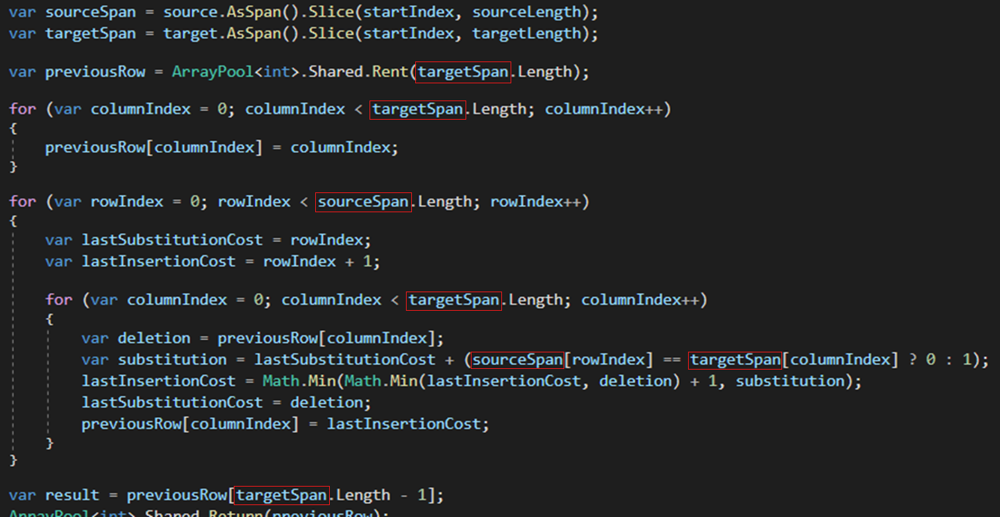 var sourceSpan = source.AsSpan().Slice(startIndex, sourceLength);
var targetSpan = target.AsSpan().Slice(startIndex, targetLength);
var previousRow = ArrayPool<int>.Shared.Rent(targetSpan.Length);
for (var columnIndex = 0; columnIndex < targetSpan.Length; columnIndex++)
{
previousRow[columnIndex] = columnIndex;
}
for (var rowIndex = 0; rowIndex < sourceSpan.Length; rowIndex++)
{
var lastSubstitutionCost = rowIndex;
var lastInsertionCost = rowIndex + 1;
for (var columnIndex = 0; columnIndex < targetSpan.Length; columnIndex++)
{
var deletion = previousRow[columnIndex];
var substitution = lastSubstitutionCost + (sourceSpan[rowIndex] == targetSpan[columnIndex] ? 0 : 1);
lastInsertionCost = Math.Min(Math.Min(lastInsertionCost, deletion) + 1, substitution);
lastSubstitutionCost = deletion;
previousRow[columnIndex] = lastInsertionCost;
}
}
var result = previousRow[targetSpan.Length - 1];
ArrayPool<int>.Shared.Return(previousRow);